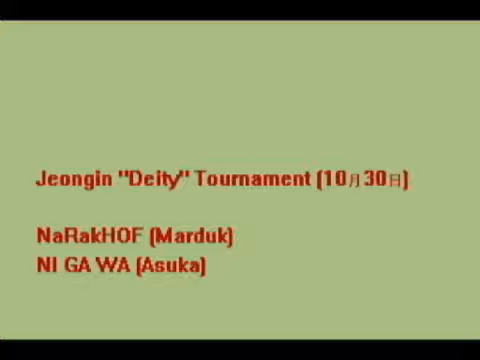 Jeongin "Deity" Tournament (10月30日)
NaRakHOF (Marduk)
NI GA WA (Asuka)